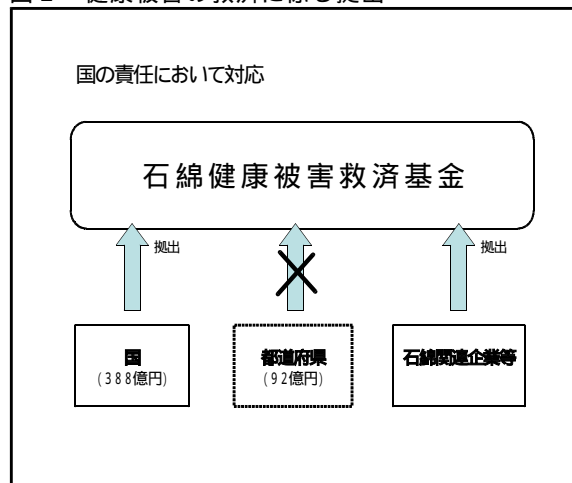 国の責任において対応
石綿健康被害救済基金
拠出
拠出
国
(388億円)
都道府県
(92億円)
石綿関連企業等